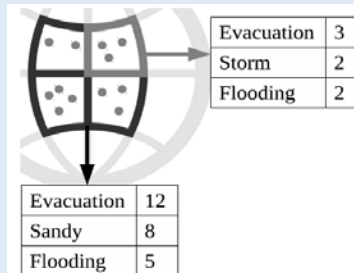 Evacuation 3
Storm 2
Flooding 2
Evacuation 12
Sandy 8
Flooding 5